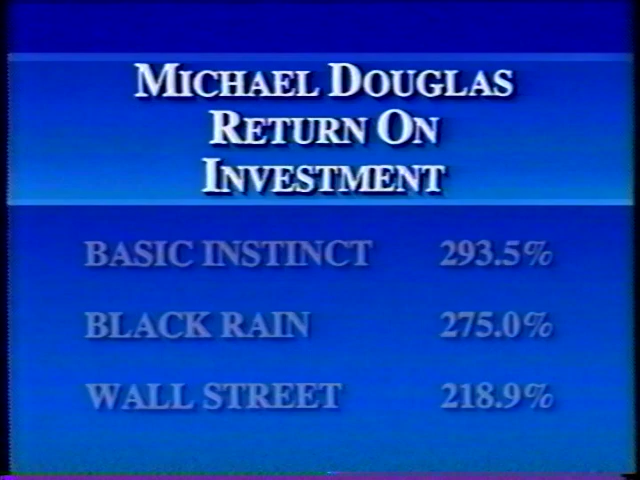 MICHAEL DOUGLAS
RETURN ON
INVESTMENT
BASIC INSTINCT 293.5%
BLACK RAIN 275.0%
WALL STREET 218.9%